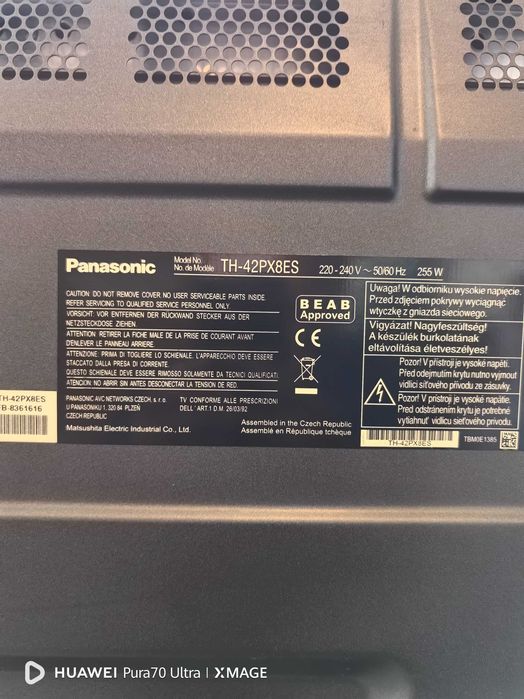 Panasonic
Model No.
No. de Modèle
TH-42PX8ES
220 - 240 V ~ 50/60 Hz 255 W
CAUTION: DO NOT REMOVE COVER. NO USER SERVICEABLE PARTS INSIDE.
REFER SERVICING TO QUALIFIED SERVICE PERSONNEL ONLY.
VORSICHT: VOR ENTFERNEN DER RÜCKWAND STECKER AUS DER
NETZSTECKDOSE ZIEHEN.
ATTENTION: RETIRER LA FICHE MALE DE LA PRISE DE COURANT AVANT
D'ENLEVER LE PANNEAU ARRIERE.
ATTENZIONE: PRIMA DI TOGLIERE LO SCHIENALE. L'APPARECCHIO DEVE ESSERE
STACCATO DALLA PRESA DI CORRENTE.
QUESTO SCHIENALE DEVE ESSERE RIMOSSO SOLAMENTE DA TECNICI QUALIFICATI.
ATENCION: NO ABRIR SIN ANTES DESCONECTAR LA TENSION DE RED.
PANASONIC AVC NETWORKS CZECH, s. r. o.
U PANASONIKU 1, 320 84 PLZEŇ
CZECH REPUBLIC
TV CONFORME ALLE PRESCRIZIONI
DELL' ART.1 D.M. 26/03/92
Matsushita Electric Industrial Co., Ltd.
Assembled in the Czech Republic
Assemblé en République tchèque
BEAB
Approved
CE
Uwaga! W odbiorniku wysokie napięcie.
Przed zdjęciem pokrywy wyciągnąć
wtyczkę z gniazda sieciowego.
Vigyázat! Nagyfeszültség!
A készülék burkolatának
eltávolítása életveszélyes!
Pozor! V přístroji je vysoké napětí.
Před odejmutím krytu nutno vyjmout
vidlici síťového přívodu ze zásuvky.
Pozor! V prístroji je vysoké napätie.
Pred odstránením krytu je potrebné
vytiahnuť vidlicu sieťového prívodu.
TH-42PX8ES
TBM0E1385
TH-42PX8ES
FB-8361616
HUAWEI Pura70 Ultra | XMAGE